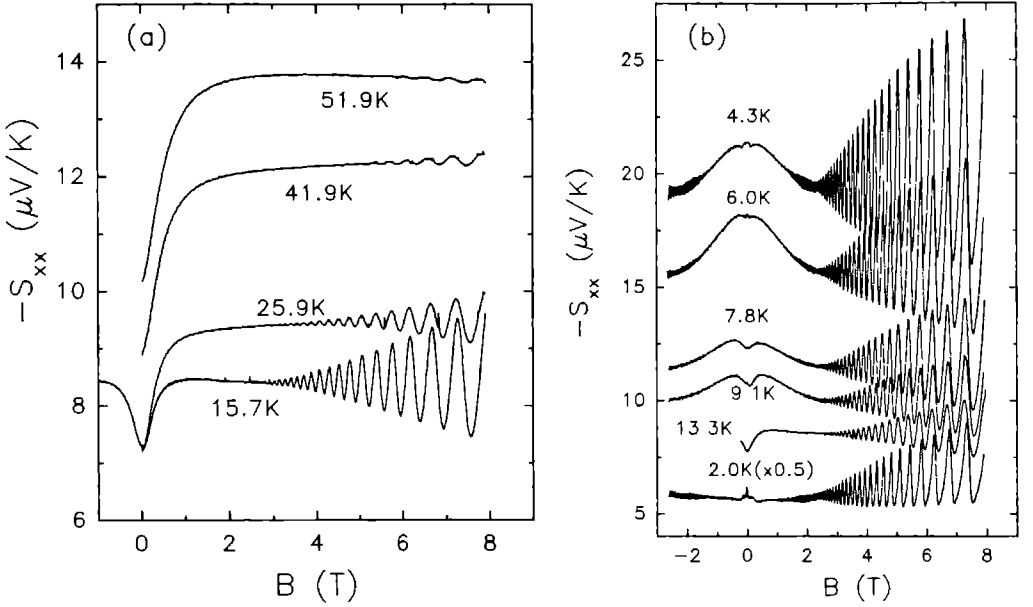 (a)
14
12
10
8
6
−S_xx (μV/K)
51.9K
41.9K
25.9K
15.7K
0 2 4 6 8
B (T)
(b)
25
20
15
10
5
−S_xx (μV/K)
4.3K
6.0K
7.8K
9.1K
13.3K
2.0K(x0.5)
−2 0 2 4 6 8
B (T)